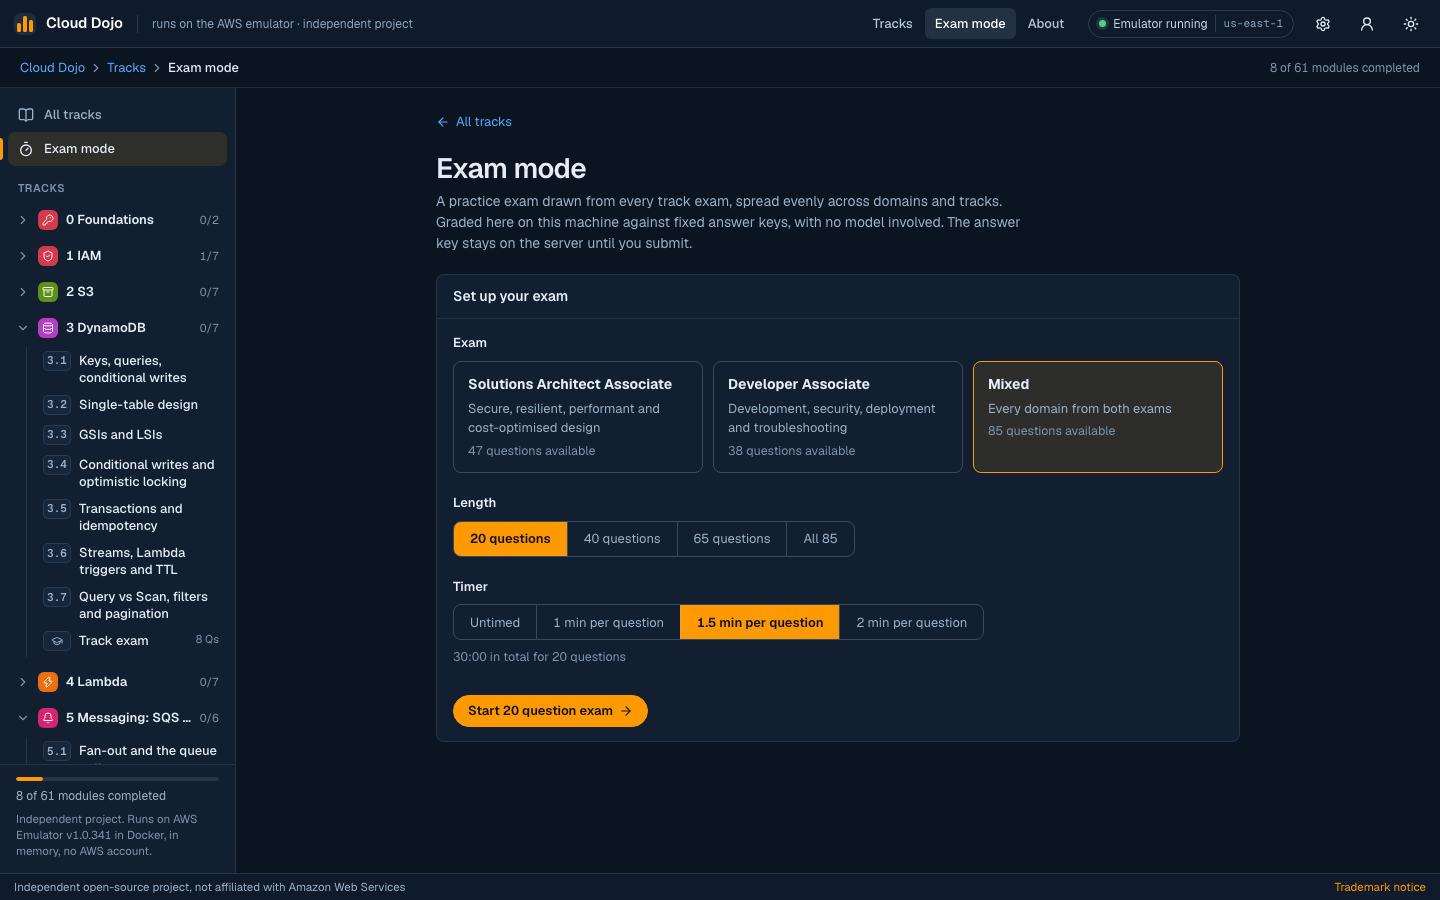 Cloud Dojo
runs on the AWS emulator · independent project
Tracks
Exam mode
About
Emulator running
us-east-1
Cloud Dojo
Tracks
Exam mode
8 of 61 modules completed
All tracks
Exam mode
TRACKS
0 Foundations 0/2
1 IAM 1/7
2 S3 0/7
3 DynamoDB 0/7
3.1 Keys, queries,
conditional writes
3.2 Single-table design
3.3 GSIs and LSIs
3.4 Conditional writes and
optimistic locking
3.5 Transactions and
idempotency
3.6 Streams, Lambda
triggers and TTL
3.7 Query vs Scan, filters
and pagination
Track exam 8 Qs
4 Lambda 0/7
5 Messaging: SQS ... 0/6
5.1 Fan-out and the queue
8 of 61 modules completed
Independent project. Runs on AWS
Emulator v1.0.341 in Docker, in
memory, no AWS account.
All tracks
Exam mode
A practice exam drawn from every track exam, spread evenly across domains and tracks.
Graded here on this machine against fixed answer keys, with no model involved. The answer
key stays on the server until you submit.
Set up your exam
Exam
Solutions Architect Associate
Secure, resilient, performant and
cost-optimised design
47 questions available
Developer Associate
Development, security, deployment
and troubleshooting
38 questions available
Mixed
Every domain from both exams
85 questions available
Length
20 questions
40 questions
65 questions
All 85
Timer
Untimed
1 min per question
1.5 min per question
2 min per question
30:00 in total for 20 questions
Start 20 question exam
Independent open-source project, not affiliated with Amazon Web Services
Trademark notice